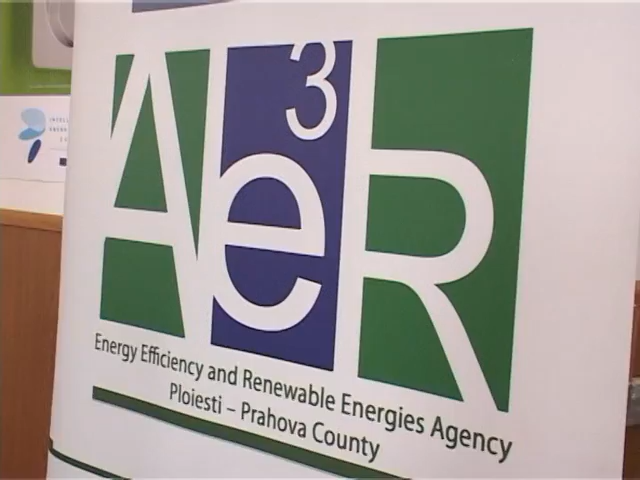 Ae³R
Energy Efficiency and Renewable Energies Agency
Ploiesti – Prahova County